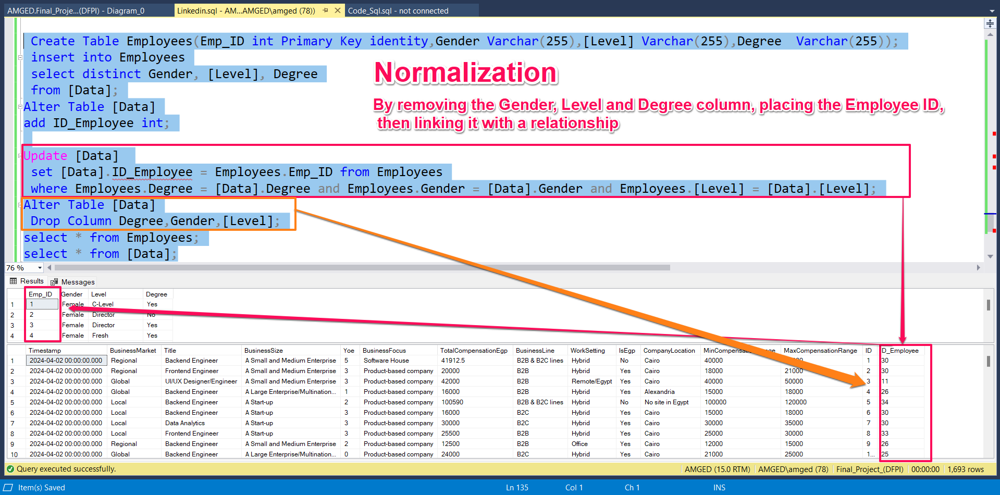 AMGED.Final_Proje...(DFPI) - Diagram_0 Linkedin.sql - AM...AMGED\amged (78)) Code_Sql.sql - not connected
Create Table Employees(Emp_ID int Primary Key identity,Gender Varchar(255),[Level] Varchar(255),Degree Varchar(255));
insert into Employees
select distinct Gender, [Level], Degree
from [Data];
Alter Table [Data]
add ID_Employee int;
Normalization
By removing the Gender, Level and Degree column, placing the Employee ID,
then linking it with a relationship
Update [Data]
set [Data].ID_Employee = Employees.Emp_ID from Employees
where Employees.Degree = [Data].Degree and Employees.Gender = [Data].Gender and Employees.[Level] = [Data].[Level];
Alter Table [Data]
Drop Column Degree,Gender,[Level];
select * from Employees;
select * from [Data];
76 %
Results Messages
Emp_ID Gender Level Degree
1 1 Female C-Level Yes
2 2 Female Director No
3 3 Female Director Yes
4 4 Female Fresh Yes
Timestamp BusinessMarket Title BusinessSize Yoe BusinessFocus TotalCompensationEgp BusinessLine WorkSetting IsEgp CompanyLocation MaxCompensationRange ID D_Employee
1 2024-04-02 00:00:00.000 Regional Backend Engineer A Small and Medium Enterprise 5 Software House 41912.5 B2B & B2C lines Hybrid No Cairo 40000 1 30
2 2024-04-02 00:00:00.000 Regional Frontend Engineer A Small and Medium Enterprise 3 Product-based company 20000 B2B Hybrid Yes Cairo 18000 21000 2 30
3 2024-04-02 00:00:00.000 Global UI/UX Designer/Engineer A Small and Medium Enterprise 3 Product-based company 42000 B2B Remote/Egypt Yes Cairo 40000 50000 3 11
4 2024-04-02 00:00:00.000 Global Backend Engineer A Large Enterprise/Multination... 1 Product-based company 16000 B2B Hybrid Yes Alexandria 15000 18000 4 26
5 2024-04-02 00:00:00.000 Local Backend Engineer A Start-up 2 Product-based company 100590 B2B & B2C lines Hybrid No No site in Egypt 100000 120000 5 34
6 2024-04-02 00:00:00.000 Local Backend Engineer A Start-up 3 Product-based company 16000 B2C Hybrid Yes Cairo 15000 18000 6 30
7 2024-04-02 00:00:00.000 Local Data Analytics A Start-up 3 Product-based company 30000 B2C Hybrid Yes Cairo 30000 35000 7 30
8 2024-04-02 00:00:00.000 Local Frontend Engineer A Start-up 3 Product-based company 25500 B2B Hybrid Yes Cairo 25000 30000 8 33
9 2024-04-02 00:00:00.000 Regional Backend Engineer A Small and Medium Enterprise 2 Product-based company 12500 B2B Office Yes Cairo 12000 15000 9 26
10 2024-04-02 00:00:00.000 Global Backend Engineer A Large Enterprise/Multination... 0 Product-based company 24000 B2C Hybrid Yes Cairo 21000 25000 1... 25
Query executed successfully. AMGED (15.0 RTM) AMGED\amged (78) Final_Project_(DFPI) 00:00:00 1,693 rows
Item(s) Saved Ln 135 Col 1 Ch 1 INS